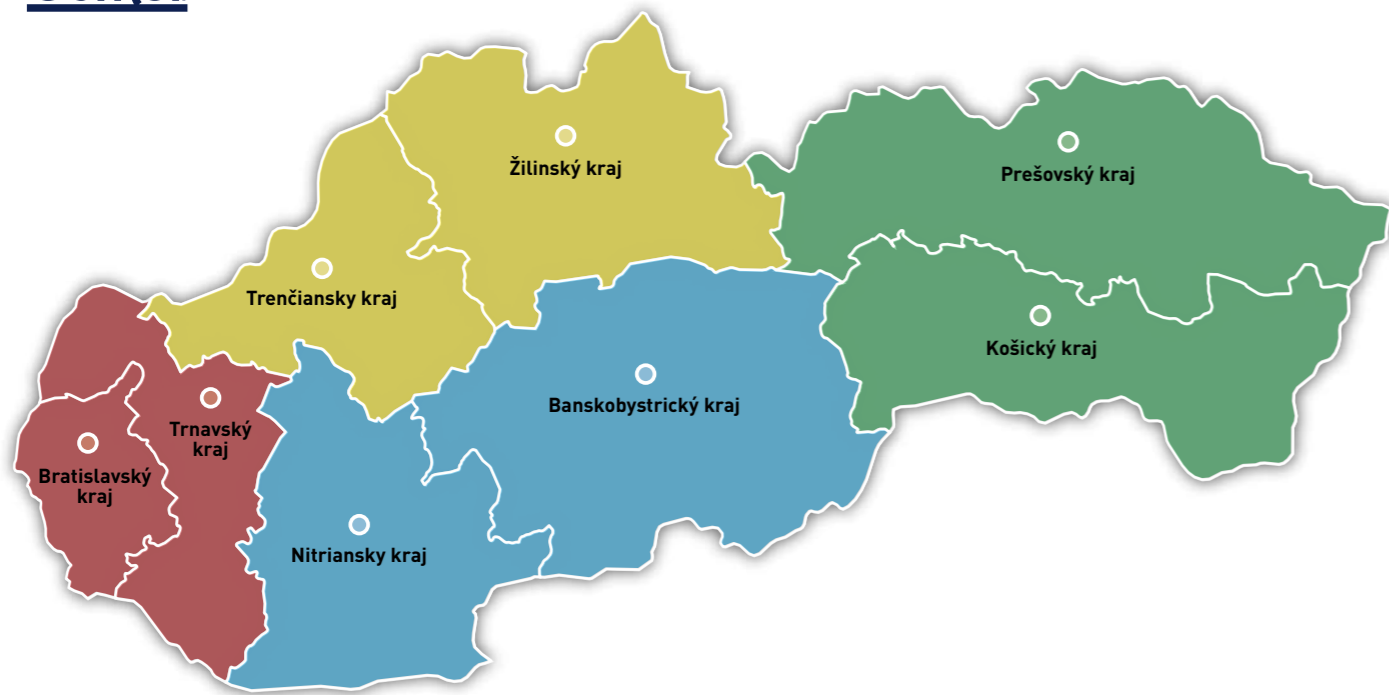 Žilinský kraj
Prešovský kraj
Trenčiansky kraj
Košický kraj
Banskobystrický kraj
Trnavský
kraj
Bratislavský
kraj
Nitriansky kraj